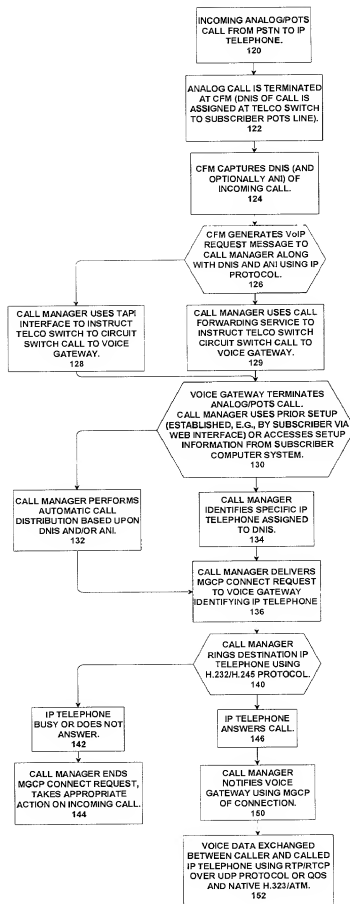 INCOMING ANALOG/POTS
CALL FROM PSTN TO IP
TELEPHONE.
120
ANALOG CALL IS TERMINATED
AT CFM (DNIS OF CALL IS
ASSIGNED AT TELCO SWITCH
TO SUBSCRIBER POTS LINE).
122
CFM CAPTURES DNIS (AND
OPTIONALLY ANI) OF
INCOMING CALL.
124
CFM GENERATES VoIP
REQUEST MESSAGE TO
CALL MANAGER ALONG
WITH DNIS AND ANI USING IP
PROTOCOL.
126
CALL MANAGER USES TAPI
INTERFACE TO INSTRUCT
TELCO SWITCH TO CIRCUIT
SWITCH CALL TO VOICE
GATEWAY.
128
CALL MANAGER USES CALL
FORWARDING SERVICE TO
INSTRUCT TELCO SWITCH
CIRCUIT SWITCH CALL TO
VOICE GATEWAY.
129
VOICE GATEWAY TERMINATES
ANALOG/POTS CALL.
CALL MANAGER USES PRIOR SETUP
(ESTABLISHED, E.G., BY SUBSCRIBER VIA
WEB INTERFACE) OR ACCESSES SETUP
INFORMATION FROM SUBSCRIBER
COMPUTER SYSTEM.
130
CALL MANAGER PERFORMS
AUTOMATIC CALL
DISTRIBUTION BASED UPON
DNIS AND/OR ANI.
132
CALL MANAGER
IDENTIFIES SPECIFIC
IP TELEPHONE
ASSIGNED
TO DNIS.
134
CALL MANAGER DELIVERS
MGCP CONNECT REQUEST
TO VOICE GATEWAY
IDENTIFYING IP TELEPHONE
136
CALL MANAGER
RINGS DESTINATION IP
TELEPHONE USING
H.232/H.245 PROTOCOL.
140
IP TELEPHONE
BUSY OR DOES NOT
ANSWER.
142
IP TELEPHONE
ANSWERS CALL.
146
CALL MANAGER ENDS
MGCP CONNECT REQUEST,
TAKES APPROPRIATE
ACTION ON INCOMING CALL.
144
CALL MANAGER
NOTIFIES VOICE
GATEWAY USING MGCP
OF CONNECTION.
150
VOICE DATA EXCHANGED
BETWEEN CALLER AND CALLED
IP TELEPHONE USING RTP/RTCP
OVER UDP PROTOCOL OR QOS
AND NATIVE H.323/ATM.
152